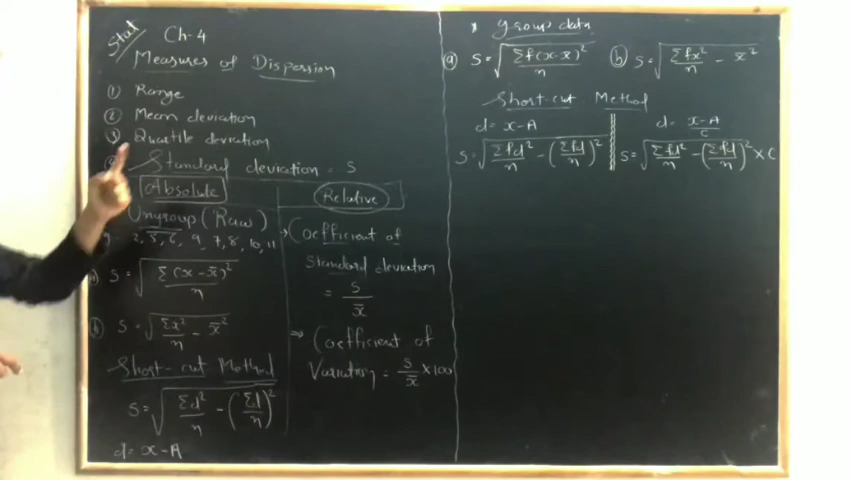 Stat Ch-4
Measures of Dispersion
① Range
② Mean deviation
③ Quartile deviation
Standard deviation = S
Absolute
Ungroup (Raw)
2, 5, 6, 9, 7, 8, 10, 11
S = √(Σ(x-x̄)²/n)
S = √(Σx²/n - x̄²)
Short-cut Method
S = √(Σd²/n - (Σd/n)²)
d = x-A
Relative
Coefficient of
Standard deviation
= S/x̄
⇒ Coefficient of
Variation = S/x̄ × 100
group data
ⓐ S = √(Σf(x-x̄)²/n) ⓑ S = √(Σfx²/n - x̄²)
Short-cut Method
d = x-A d = x-A/C
S = √(Σfd²/n - (Σfd/n)²) S = √(Σfd²/n - (Σfd/n)²) × C